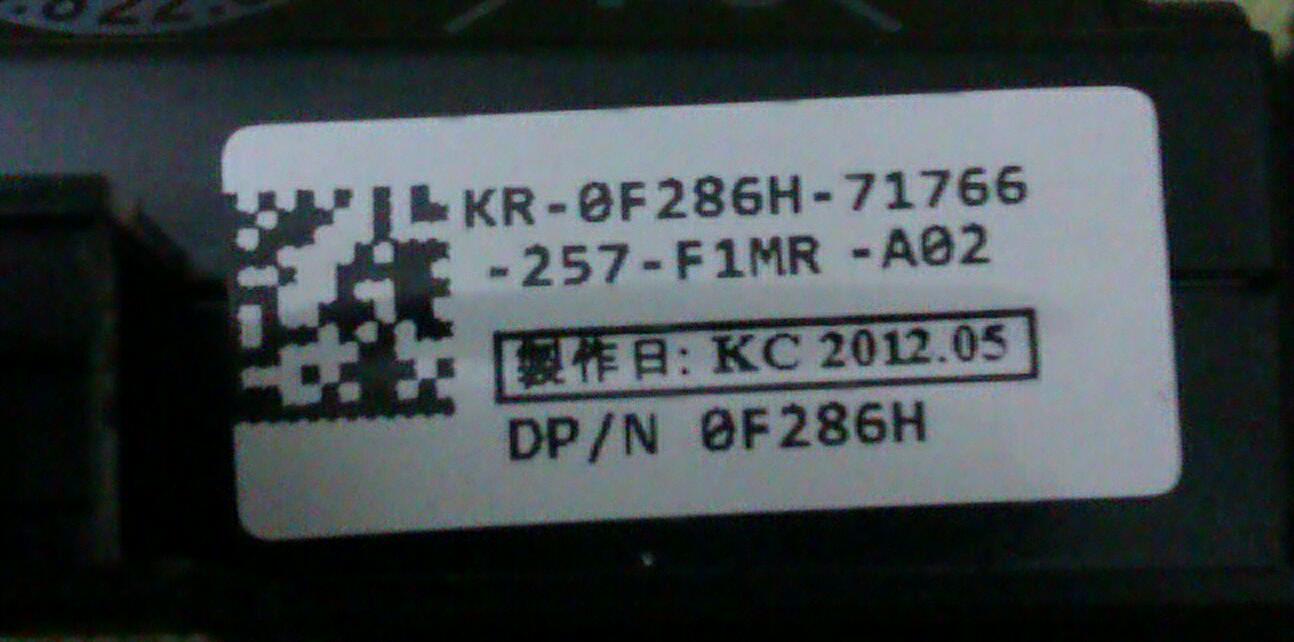 KR-0F286H-71766
-257-F1MR -A02
製作日: KC 2012.05
DP/N 0F286H